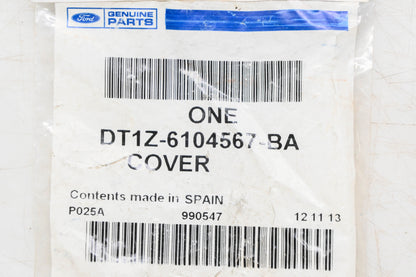 Ford
GENUINE
PARTS
ONE
DT1Z-6104567-BA
COVER
Contents made in SPAIN
P025A 990547 12 11 13